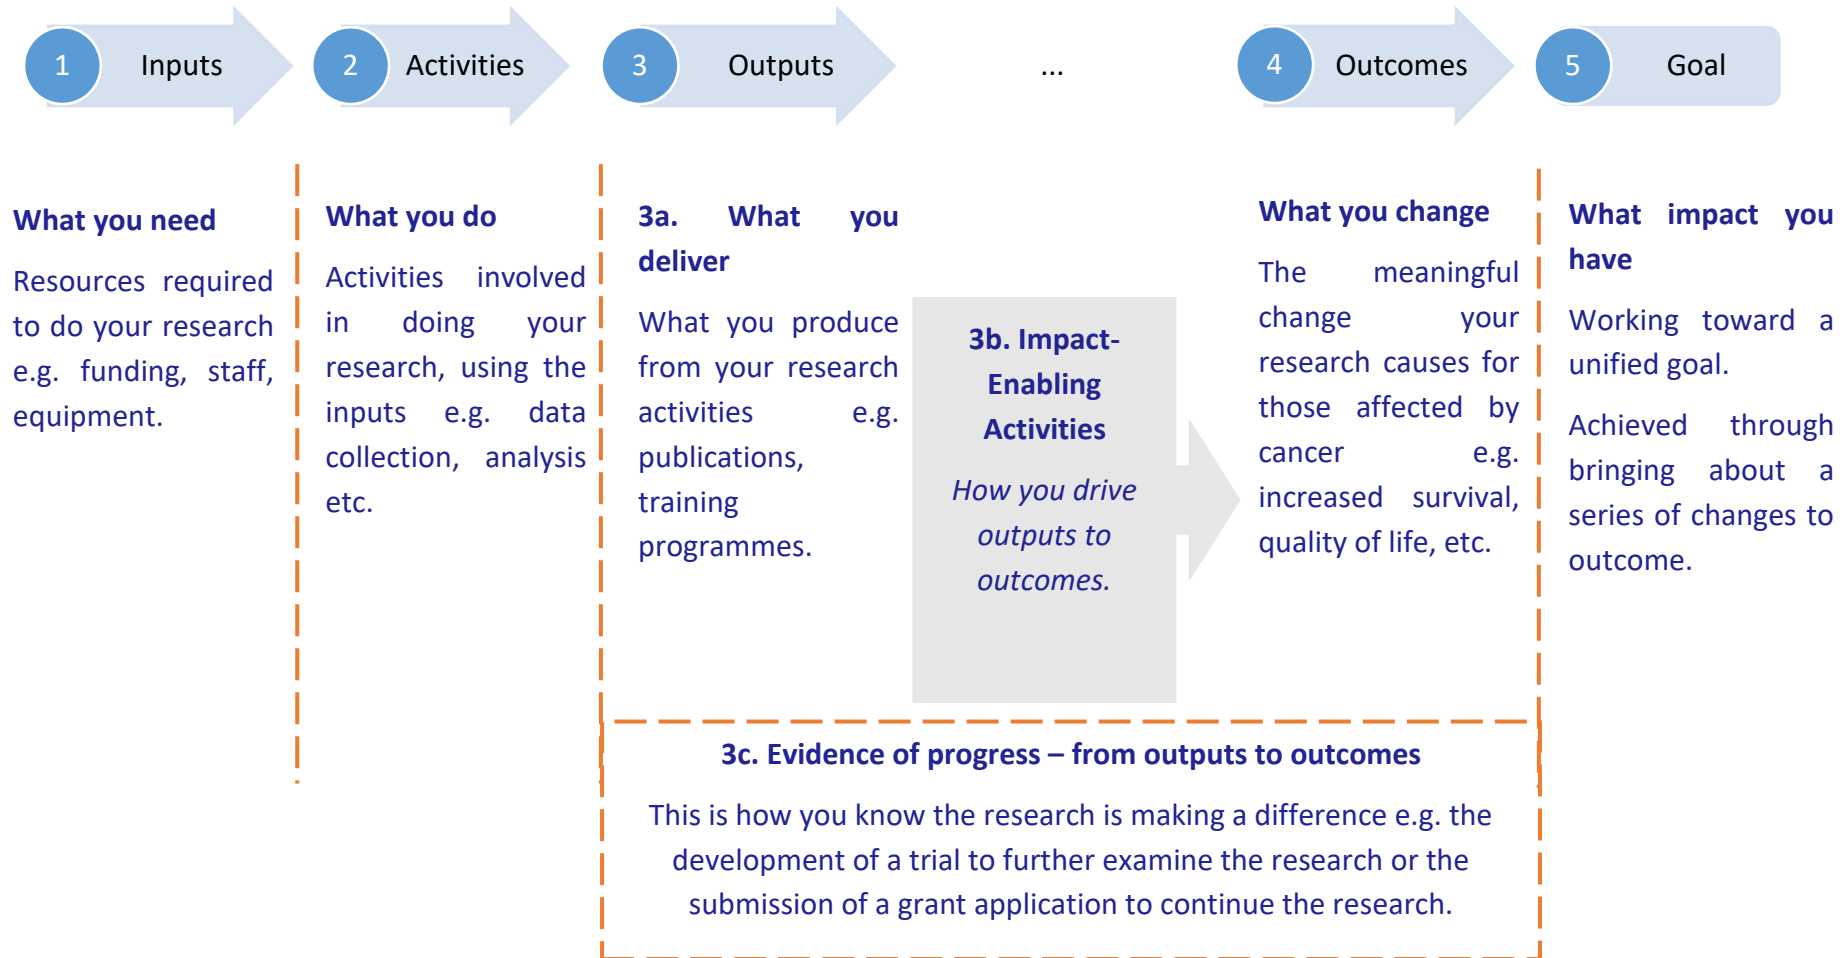 1 Inputs
2 Activities
3 Outputs
...
4 Outcomes
5 Goal
What you need
Resources required
to do your research
e.g. funding, staff,
equipment.
What you do
Activities involved
in doing your
research, using the
inputs e.g. data
collection, analysis
etc.
3a. What you
deliver
What you produce
from your research
activities e.g.
publications,
training
programmes.
3b. Impact-
Enabling
Activities
How you drive
outputs to
outcomes.
What you change
The meaningful
change your
research causes for
those affected by
cancer e.g.
increased survival,
quality of life, etc.
What impact you
have
Working toward a
unified goal.
Achieved through
bringing about a
series of changes to
outcome.
3c. Evidence of progress – from outputs to outcomes
This is how you know the research is making a difference e.g. the
development of a trial to further examine the research or the
submission of a grant application to continue the research.